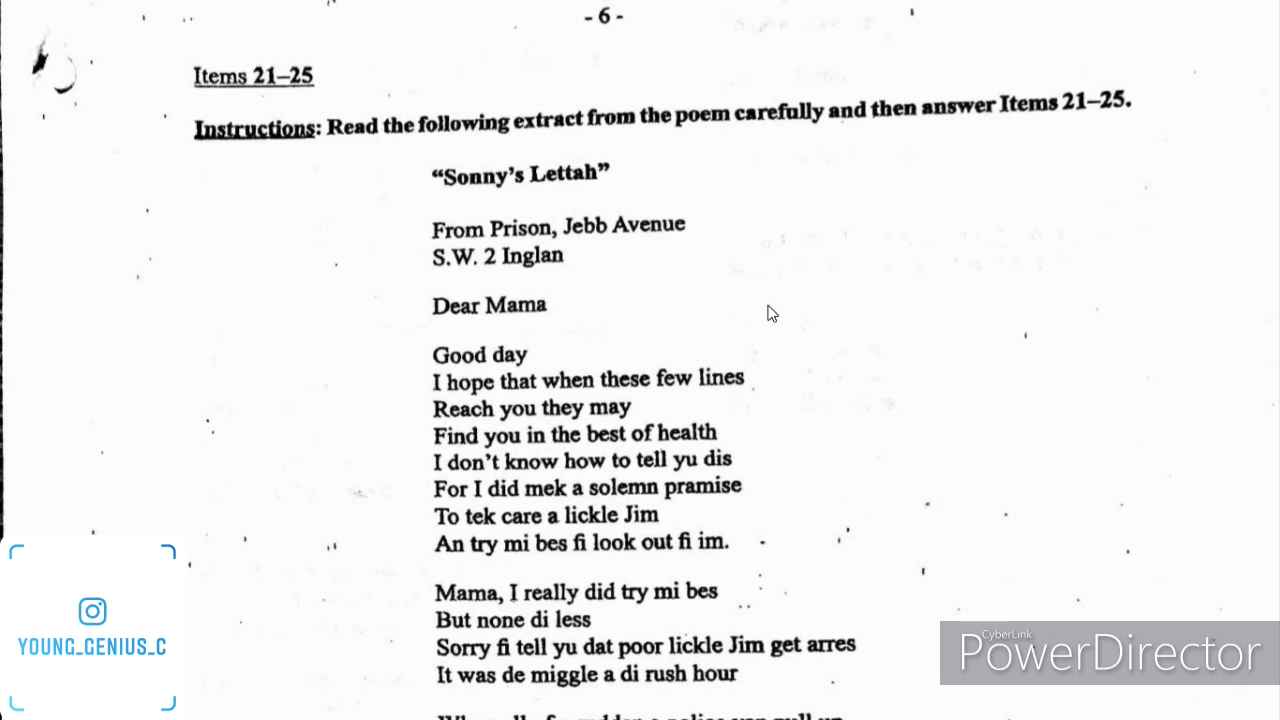 - 6 -
Items 21–25
Instructions: Read the following extract from the poem carefully and then answer Items 21–25.
“Sonny’s Lettah”
From Prison, Jebb Avenue
S.W. 2 Inglan
Dear Mama
Good day
I hope that when these few lines
Reach you they may
Find you in the best of health
I don’t know how to tell yu dis
For I did mek a solemn pramise
To tek care a lickle Jim
An try mi bes fi look out fi im.
Mama, I really did try mi bes
But none di less
Sorry fi tell yu dat poor lickle Jim get arres
It was de miggle a di rush hour
YOUNG_GENIUS_C
CyberLink
PowerDirector